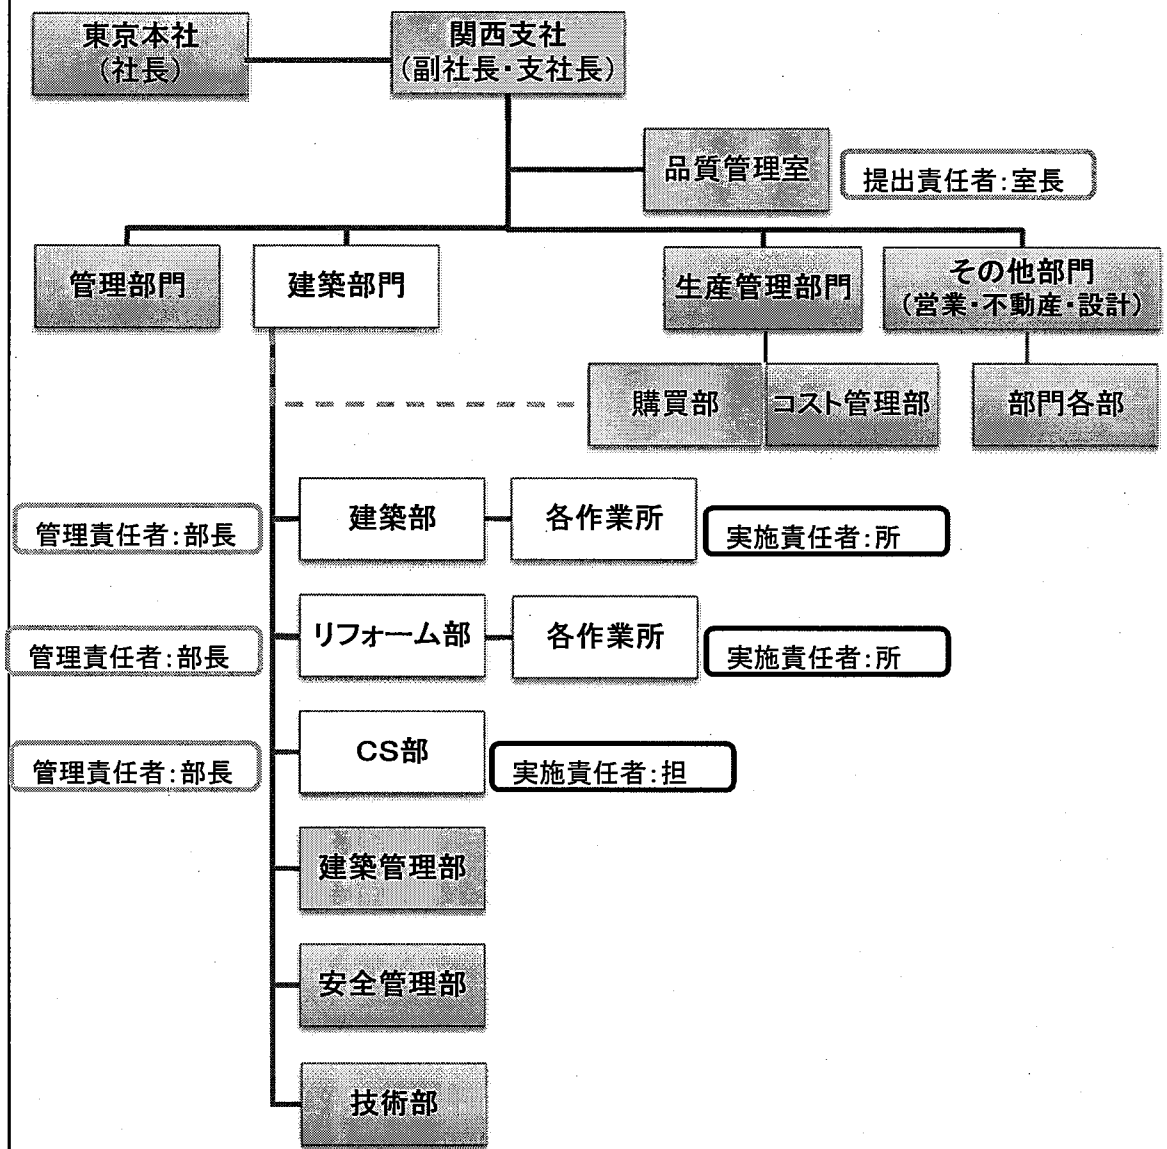 東京本社
(社長)
関西支社
(副社長・支社長)
品質管理室
提出責任者:室長
管理部門
建築部門
生産管理部門
その他部門
(営業・不動産・設計)
購買部
コスト管理部
部門各部
管理責任者:部長
建築部
各作業所
実施責任者:所
管理責任者:部長
リフォーム部
各作業所
実施責任者:所
管理責任者:部長
CS部
実施責任者:担
建築管理部
安全管理部
技術部